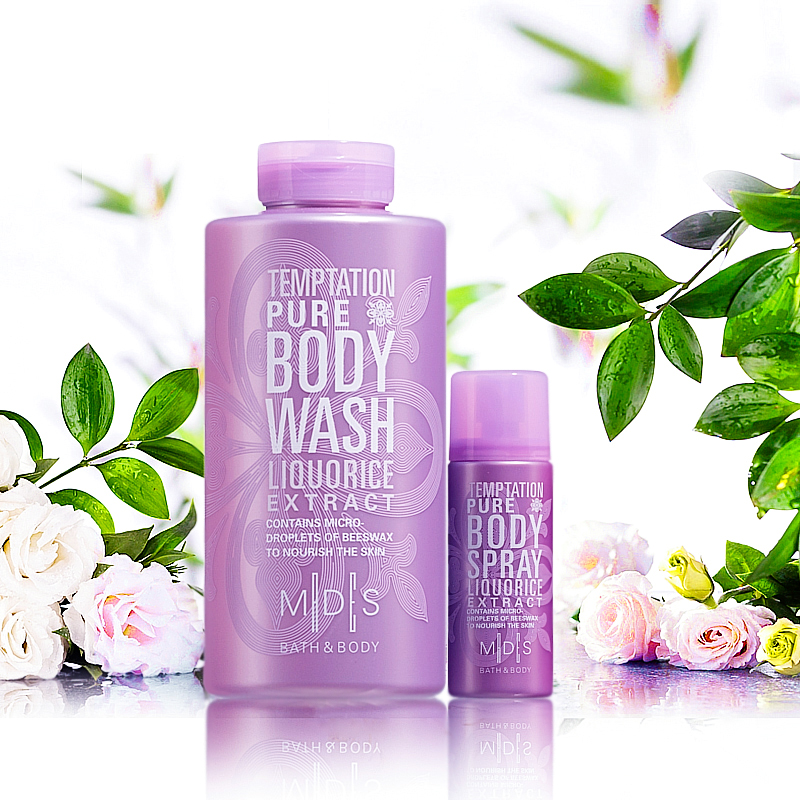 TEMPTATION
PURE
BODY
WASH
LIQUORICE
EXTRACT
CONTAINS MICRO-
DROPLETS OF BEESWAX
TO NOURISH THE SKIN
M|D|S
BATH & BODY
TEMPTATION
PURE
BODY
SPRAY
LIQUORICE
EXTRACT
CONTAINS MICRO-
DROPLETS OF BEESWAX
TO NOURISH THE SKIN
M|D|S
BATH & BODY